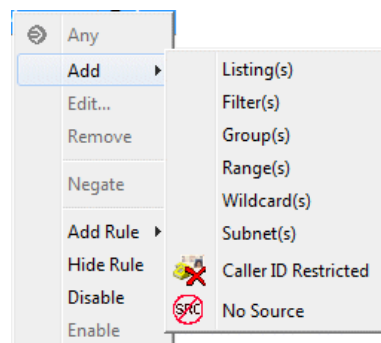 Any
Add
Edit...
Remove
Negate
Add Rule
Hide Rule
Disable
Enable
Listing(s)
Filter(s)
Group(s)
Range(s)
Wildcard(s)
Subnet(s)
Caller ID Restricted
SRC No Source